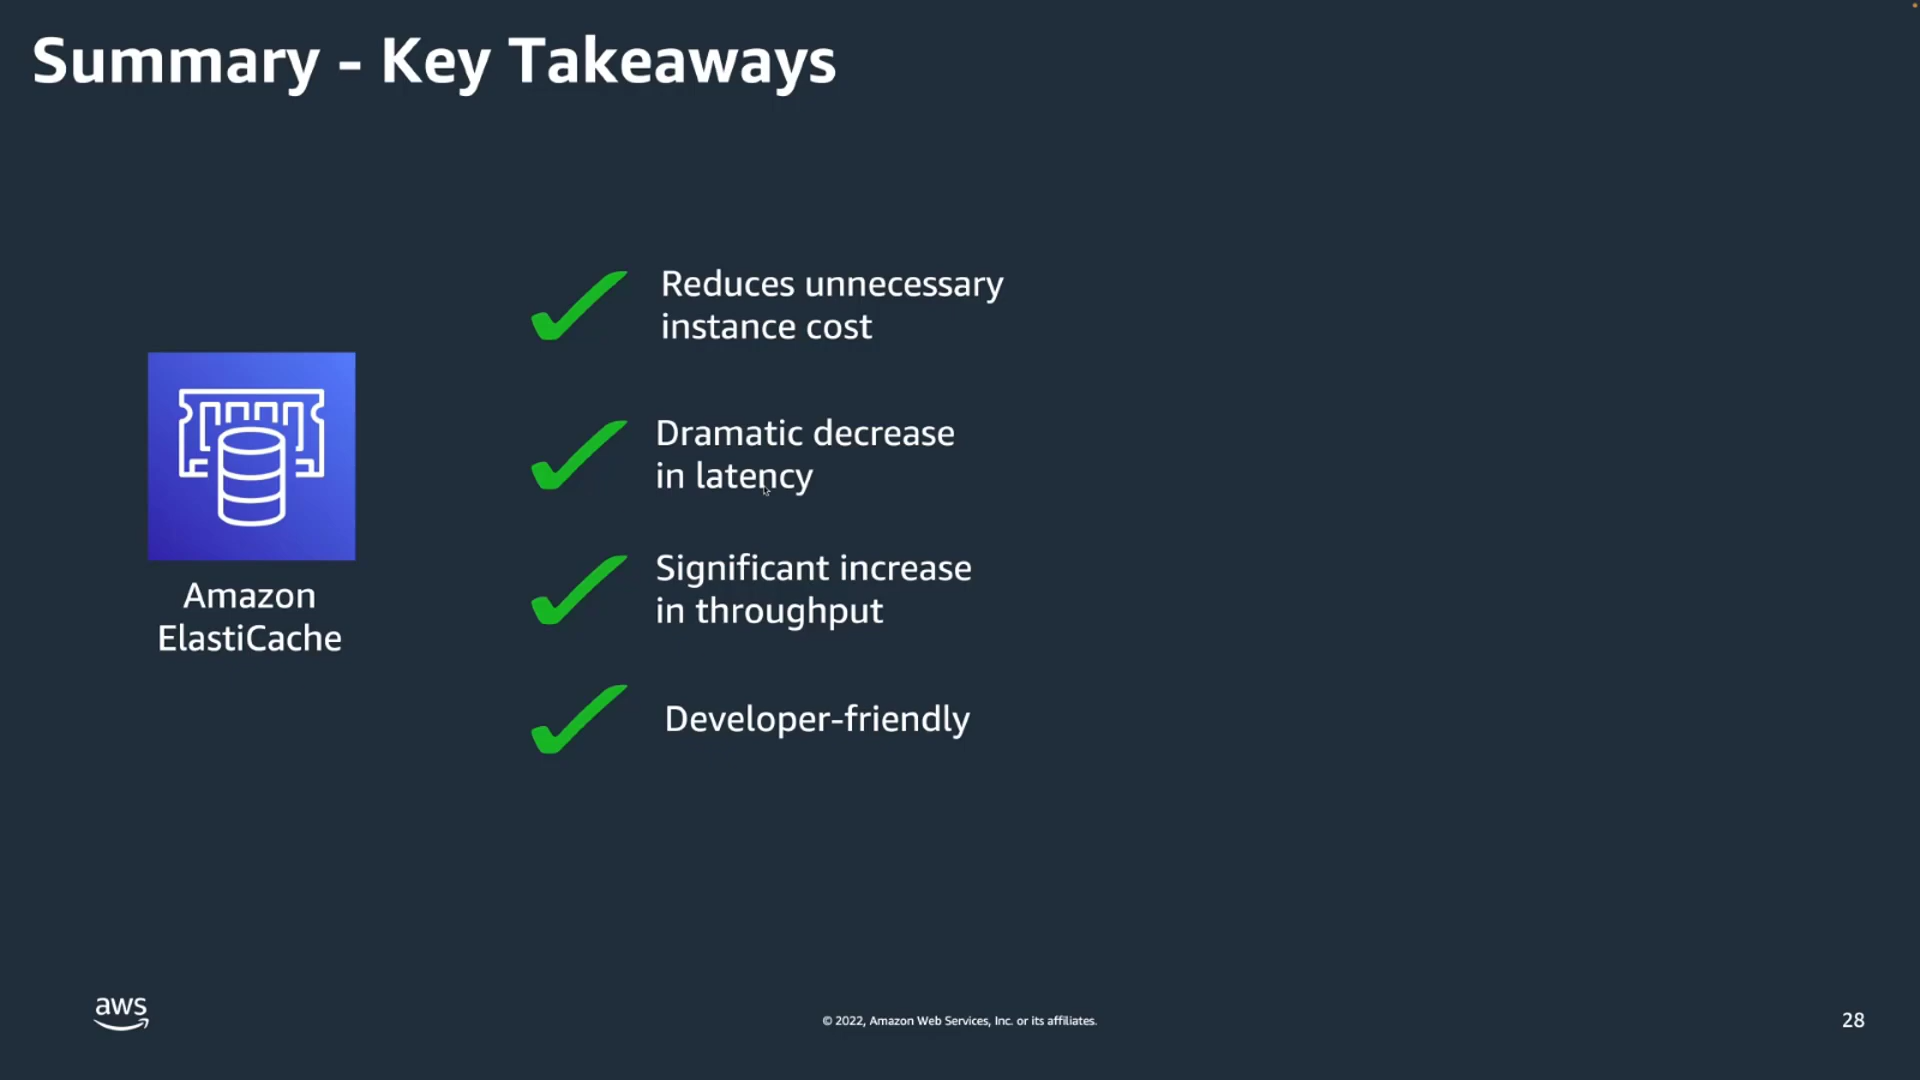 Summary - Key Takeaways
Reduces unnecessary
instance cost
Dramatic decrease
in latency
Significant increase
in throughput
Developer-friendly
Amazon
ElastiCache
aws
© 2022, Amazon Web Services, Inc. or its affiliates.
28